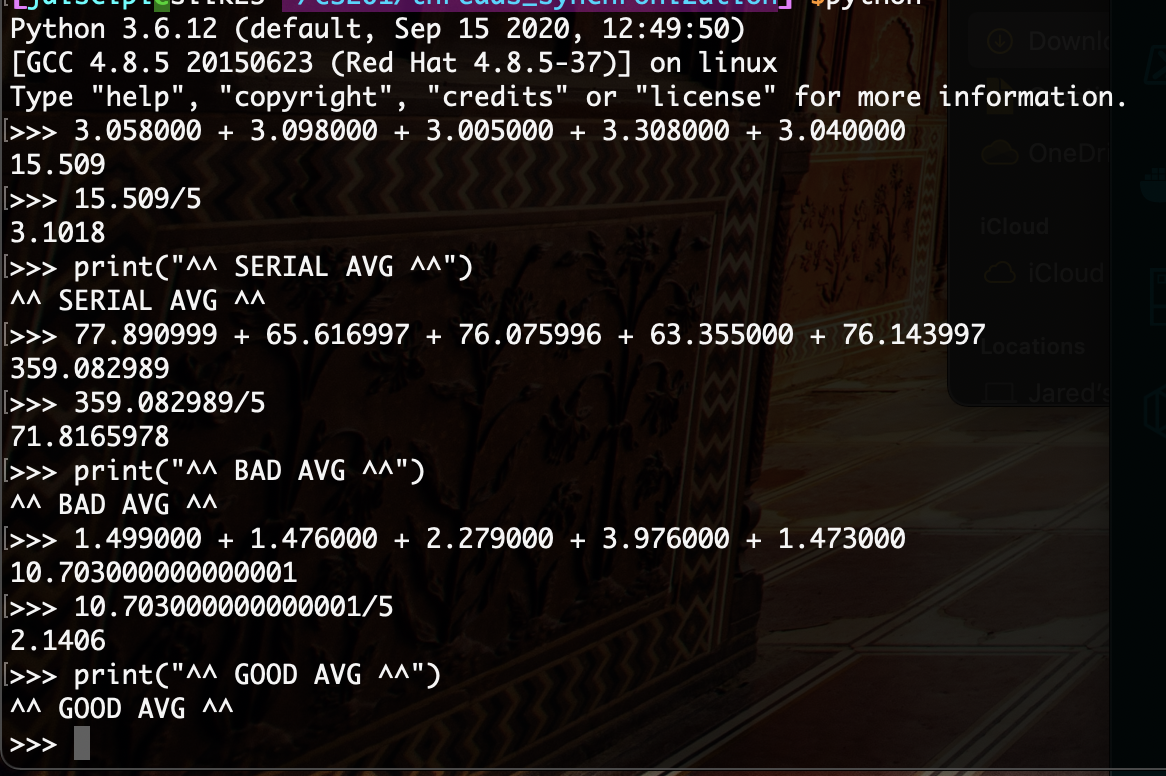 threads_synchronization] $python
Python 3.6.12 (default, Sep 15 2020, 12:49:50)
[GCC 4.8.5 20150623 (Red Hat 4.8.5-37)] on linux
Type "help", "copyright", "credits" or "license" for more information.
>>> 3.058000 + 3.098000 + 3.005000 + 3.308000 + 3.040000
15.509
>>> 15.509/5
3.1018
>>> print("^^ SERIAL AVG ^^")
^^ SERIAL AVG ^^
>>> 77.890999 + 65.616997 + 76.075996 + 63.355000 + 76.143997
359.082989
>>> 359.082989/5
71.8165978
>>> print("^^ BAD AVG ^^")
^^ BAD AVG ^^
>>> 1.499000 + 1.476000 + 2.279000 + 3.976000 + 1.473000
10.703000000000001
>>> 10.703000000000001/5
2.1406
>>> print("^^ GOOD AVG ^^")
^^ GOOD AVG ^^
>>>
iCloud
iCloud
Locations
Jared's